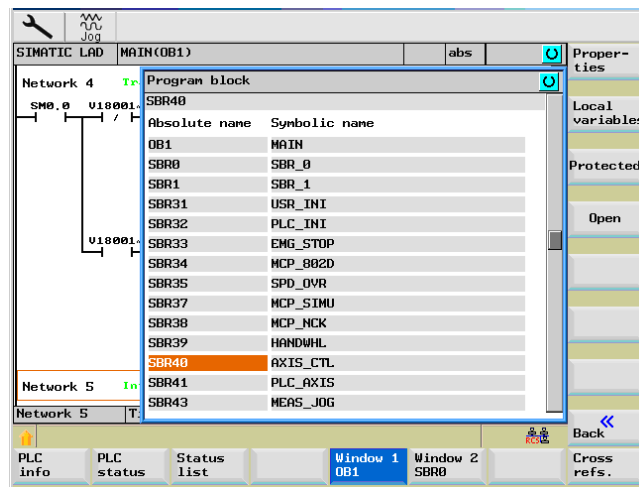 Jog
SIMATIC LAD MAIN(OB1) abs
Proper-
ties
Network 4 Tr
Program block
SM0.0 V18001~
SBR40
Local
variables
Absolute name Symbolic name
OB1 MAIN
SBR0 SBR_0
Protected
SBR1 SBR_1
SBR31 USR_INI
SBR32 PLC_INI
Open
V18001~
SBR33 EMG_STOP
SBR34 MCP_802D
SBR35 SPD_OVR
SBR37 MCP_SIMU
SBR38 MCP_NCK
SBR39 HANDWHL
SBR40 AXIS_CTL
Network 5 In
SBR41 PLC_AXIS
SBR43 MEAS_JOG
Network 5 T
RCS
«
Back
PLC
info
PLC
status
Status
list
Window 1
OB1
Window 2
SBR0
Cross
refs.